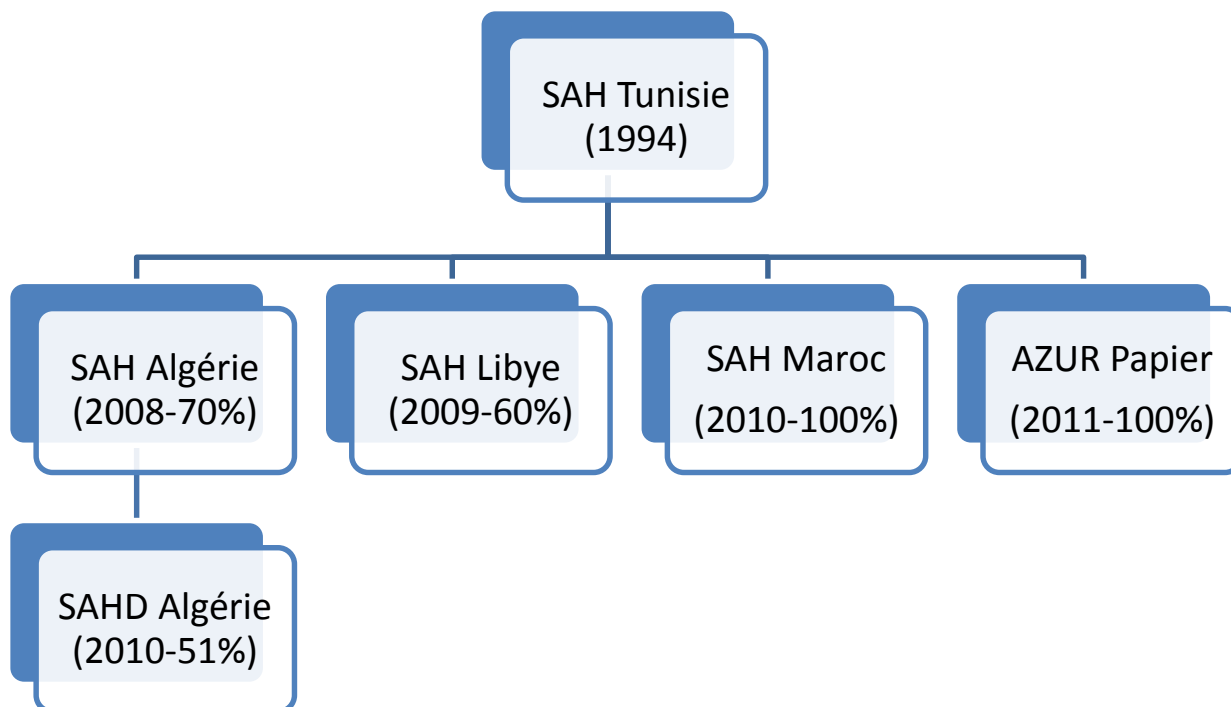 SAH Tunisie
(1994)
SAH Algérie
(2008-70%)
SAH Libye
(2009-60%)
SAH Maroc
(2010-100%)
AZUR Papier
(2011-100%)
SAHD Algérie
(2010-51%)